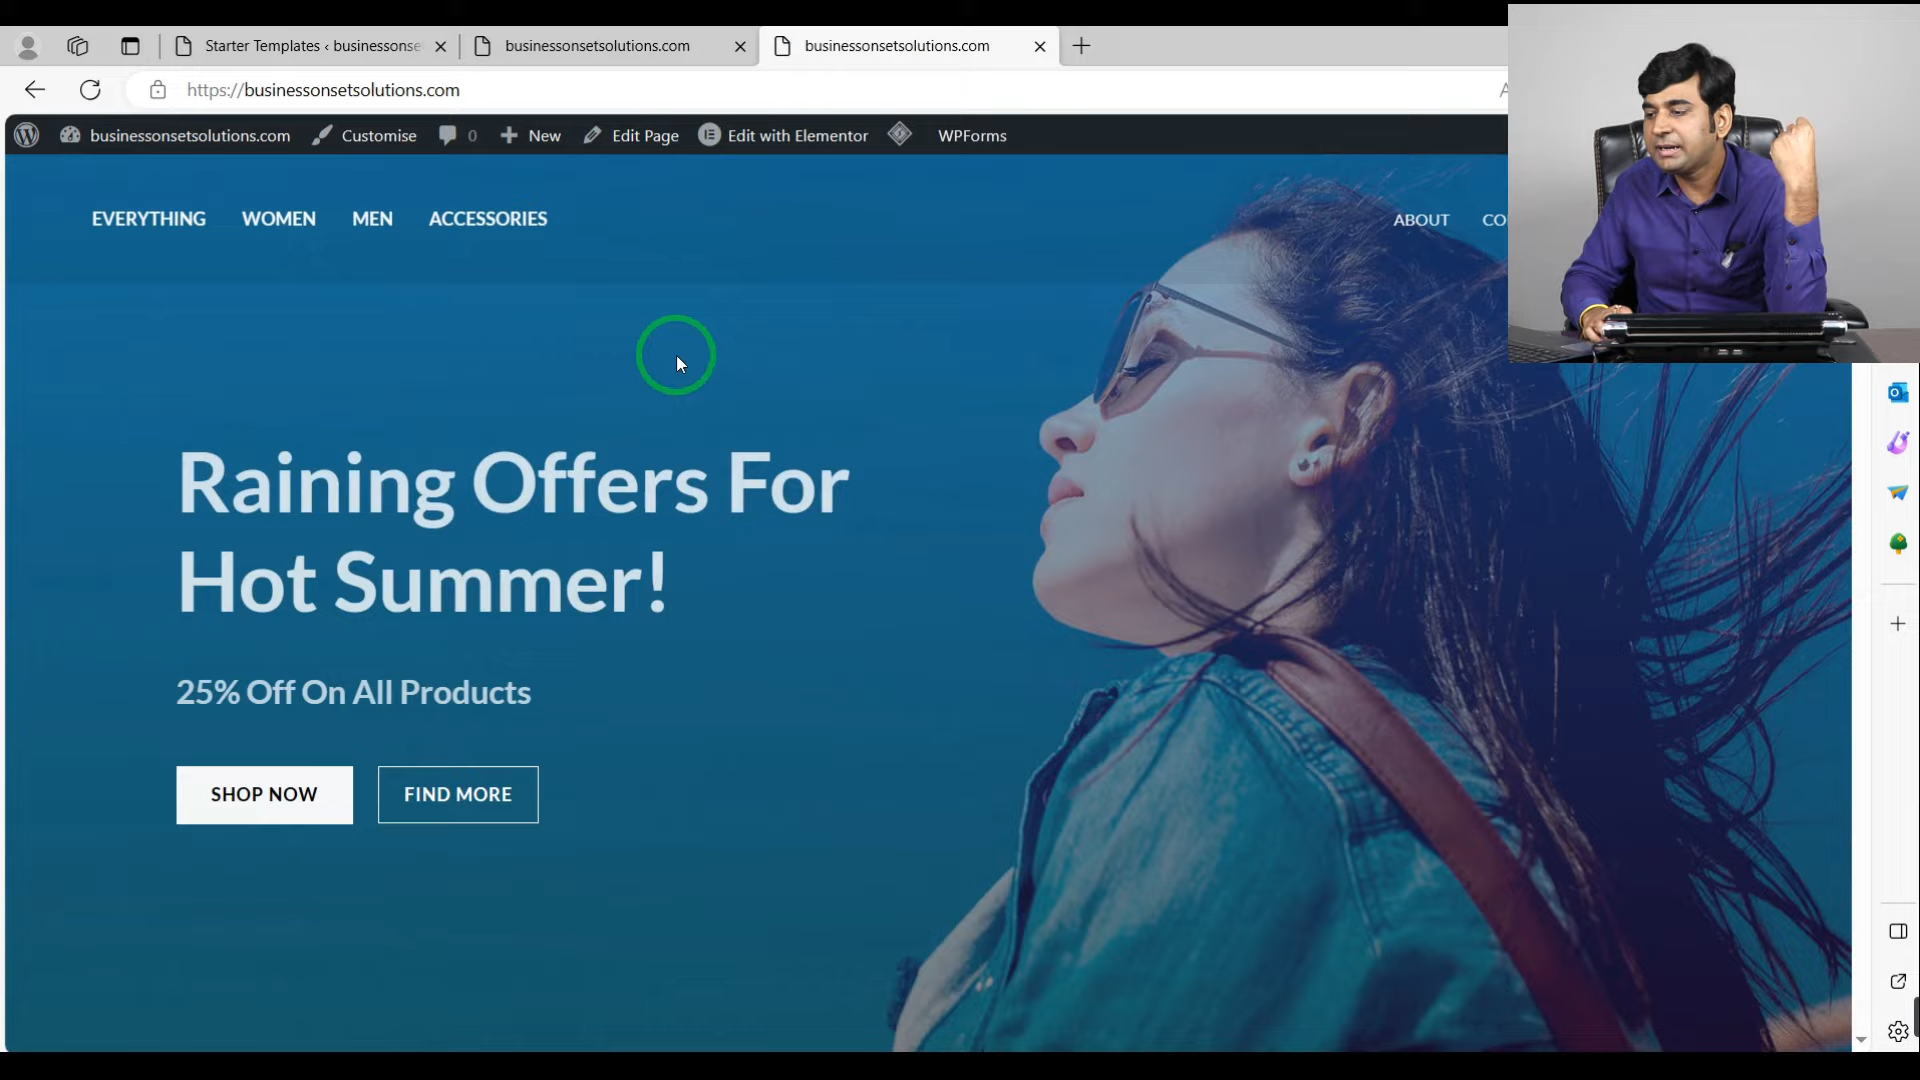 Starter Templates ‹ businessonse
businessonsetsolutions.com
businessonsetsolutions.com
https://businessonsetsolutions.com
businessonsetsolutions.com Customise 0 New Edit Page Edit with Elementor WPForms
EVERYTHING WOMEN MEN ACCESSORIES ABOUT
Raining Offers For
Hot Summer!
25% Off On All Products
SHOP NOW FIND MORE